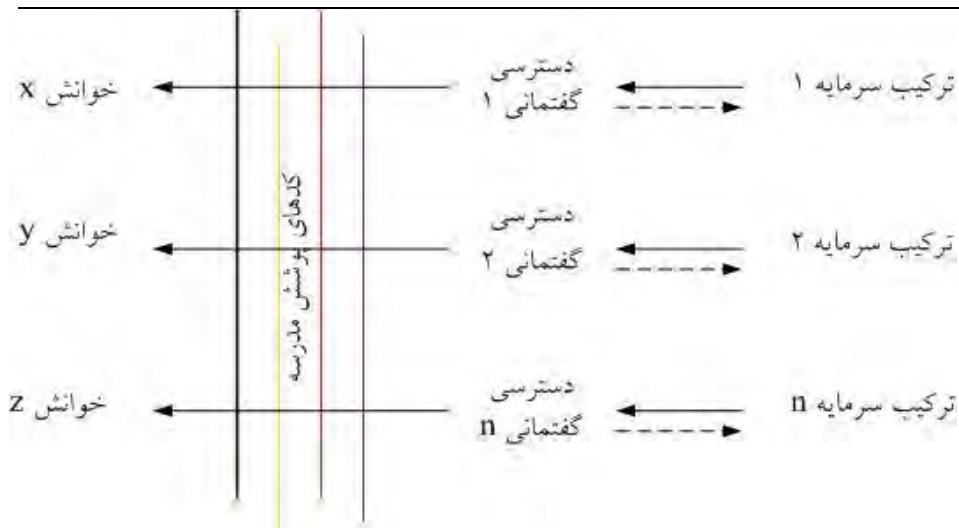 ترکیب سرمایه ۱
دسترسی
گفتمانی ۱
خوانش x
ترکیب سرمایه ۲
دسترسی
گفتمانی ۲
خوانش y
کدهای پوشش مدرسه
ترکیب سرمایه n
دسترسی
گفتمانی n
خوانش z